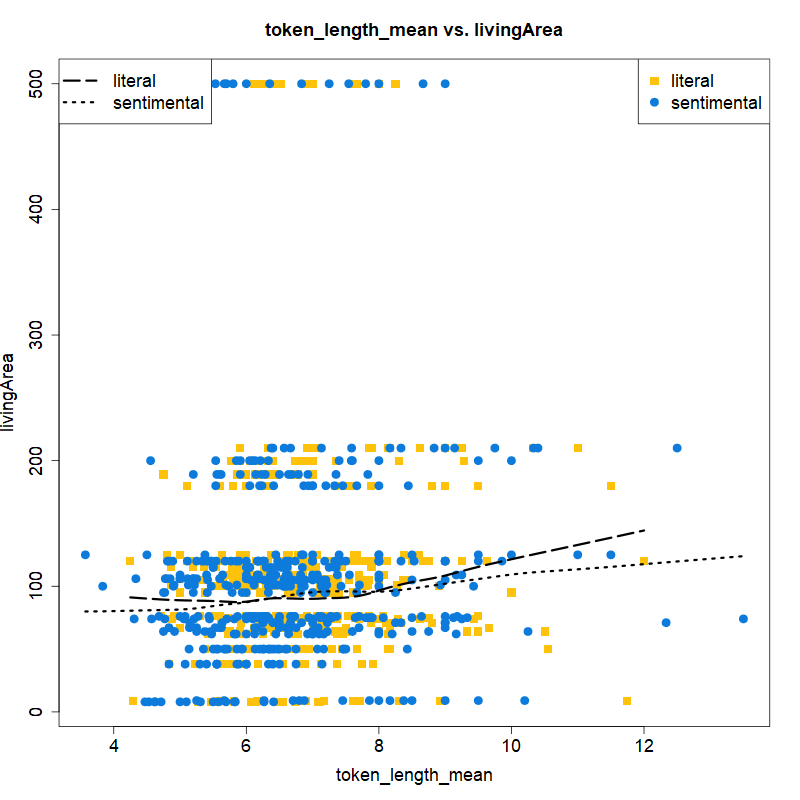 token_length_mean vs. livingArea
literal
sentimental
literal
sentimental
500
400
300
200
100
0
livingArea
4 6 8 10 12
token_length_mean